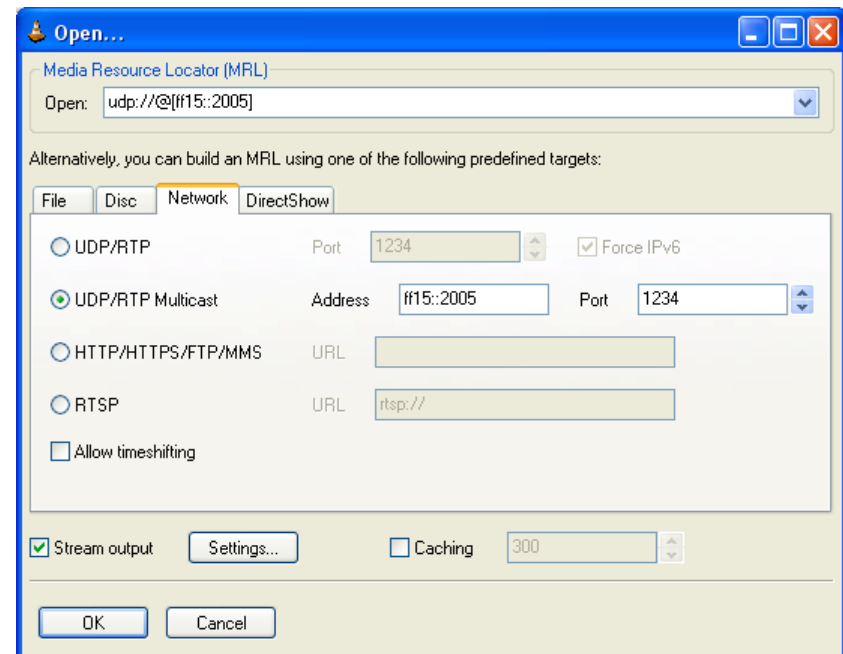 Open...
Media Resource Locator (MRL)
Open: udp://@[ff15::2005]
Alternatively, you can build an MRL using one of the following predefined targets:
File Disc Network DirectShow
UDP/RTP Port 1234 Force IPv6
UDP/RTP Multicast Address ff15::2005 Port 1234
HTTP/HTTPS/FTP/MMS URL
RTSP URL rtsp://
Allow timeshifting
Stream output Settings... Caching 300
OK Cancel